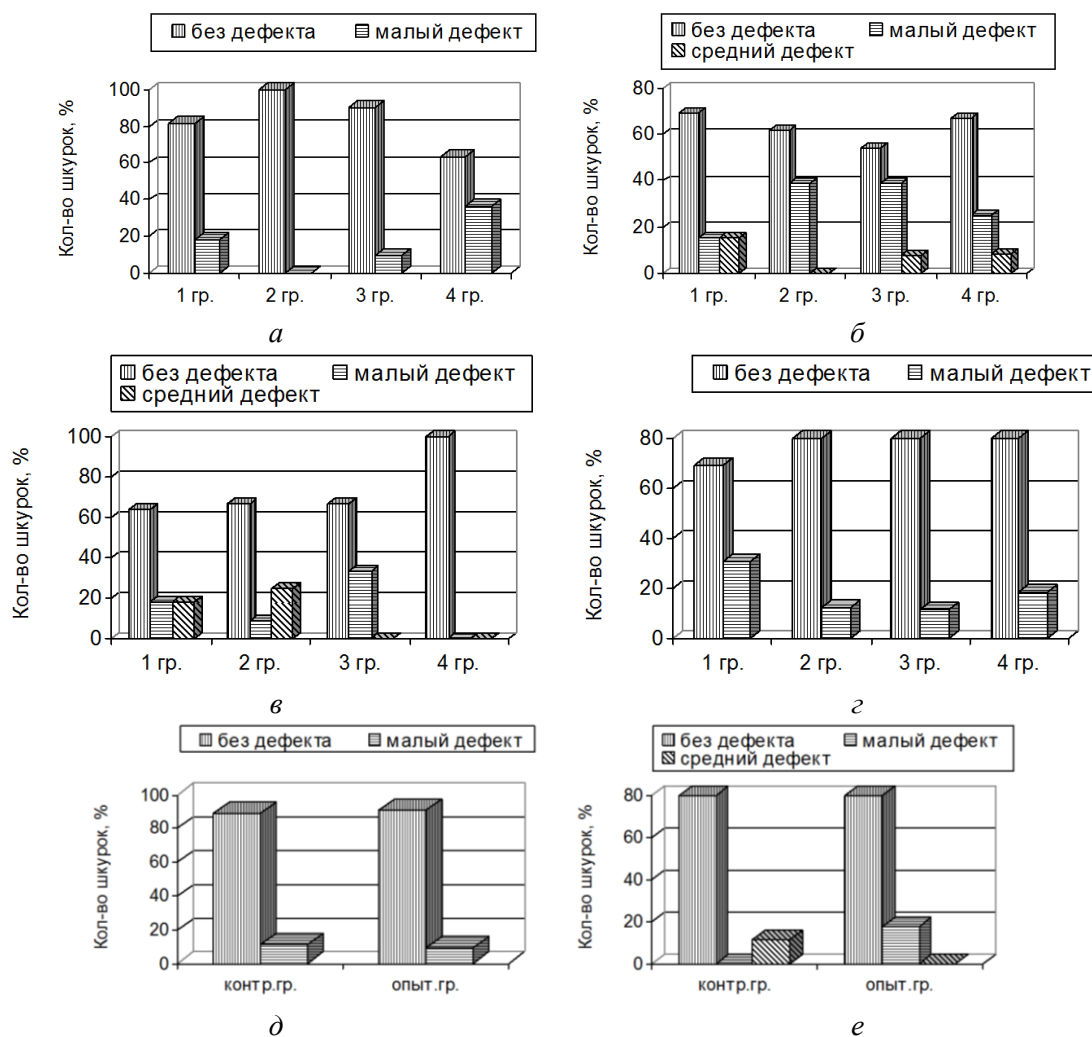 без дефекта малый дефект
Кол-во шкурок, %
100
80
60
40
20
0
1 гр. 2 гр. 3 гр. 4 гр.
а
без дефекта малый дефект
средний дефект
Кол-во шкурок, %
80
60
40
20
0
1 гр. 2 гр. 3 гр. 4 гр.
б
без дефекта малый дефект
средний дефект
Кол-во шкурок, %
100
80
60
40
20
0
1 гр. 2 гр. 3 гр. 4 гр.
в
без дефекта малый дефект
Кол-во шкурок, %
80
60
40
20
0
1 гр. 2 гр. 3 гр. 4 гр.
г
без дефекта малый дефект
Кол-во шкурок, %
100
80
60
40
20
0
контр.гр. опыт.гр.
д
без дефекта малый дефект
средний дефект
Кол-во шкурок, %
80
60
40
20
0
контр.гр. опыт.гр.
е